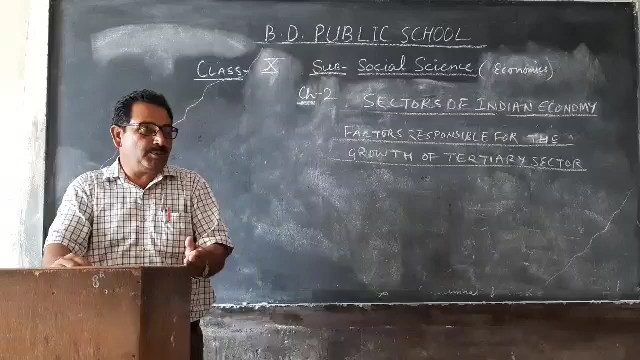 B.D. PUBLIC SCHOOL
CLASS- X SUB- Social Science (Economics)
Ch-2 SECTORS OF INDIAN ECONOMY
FACTORS RESPONSIBLE FOR THE
GROWTH OF TERTIARY SECTOR
8th